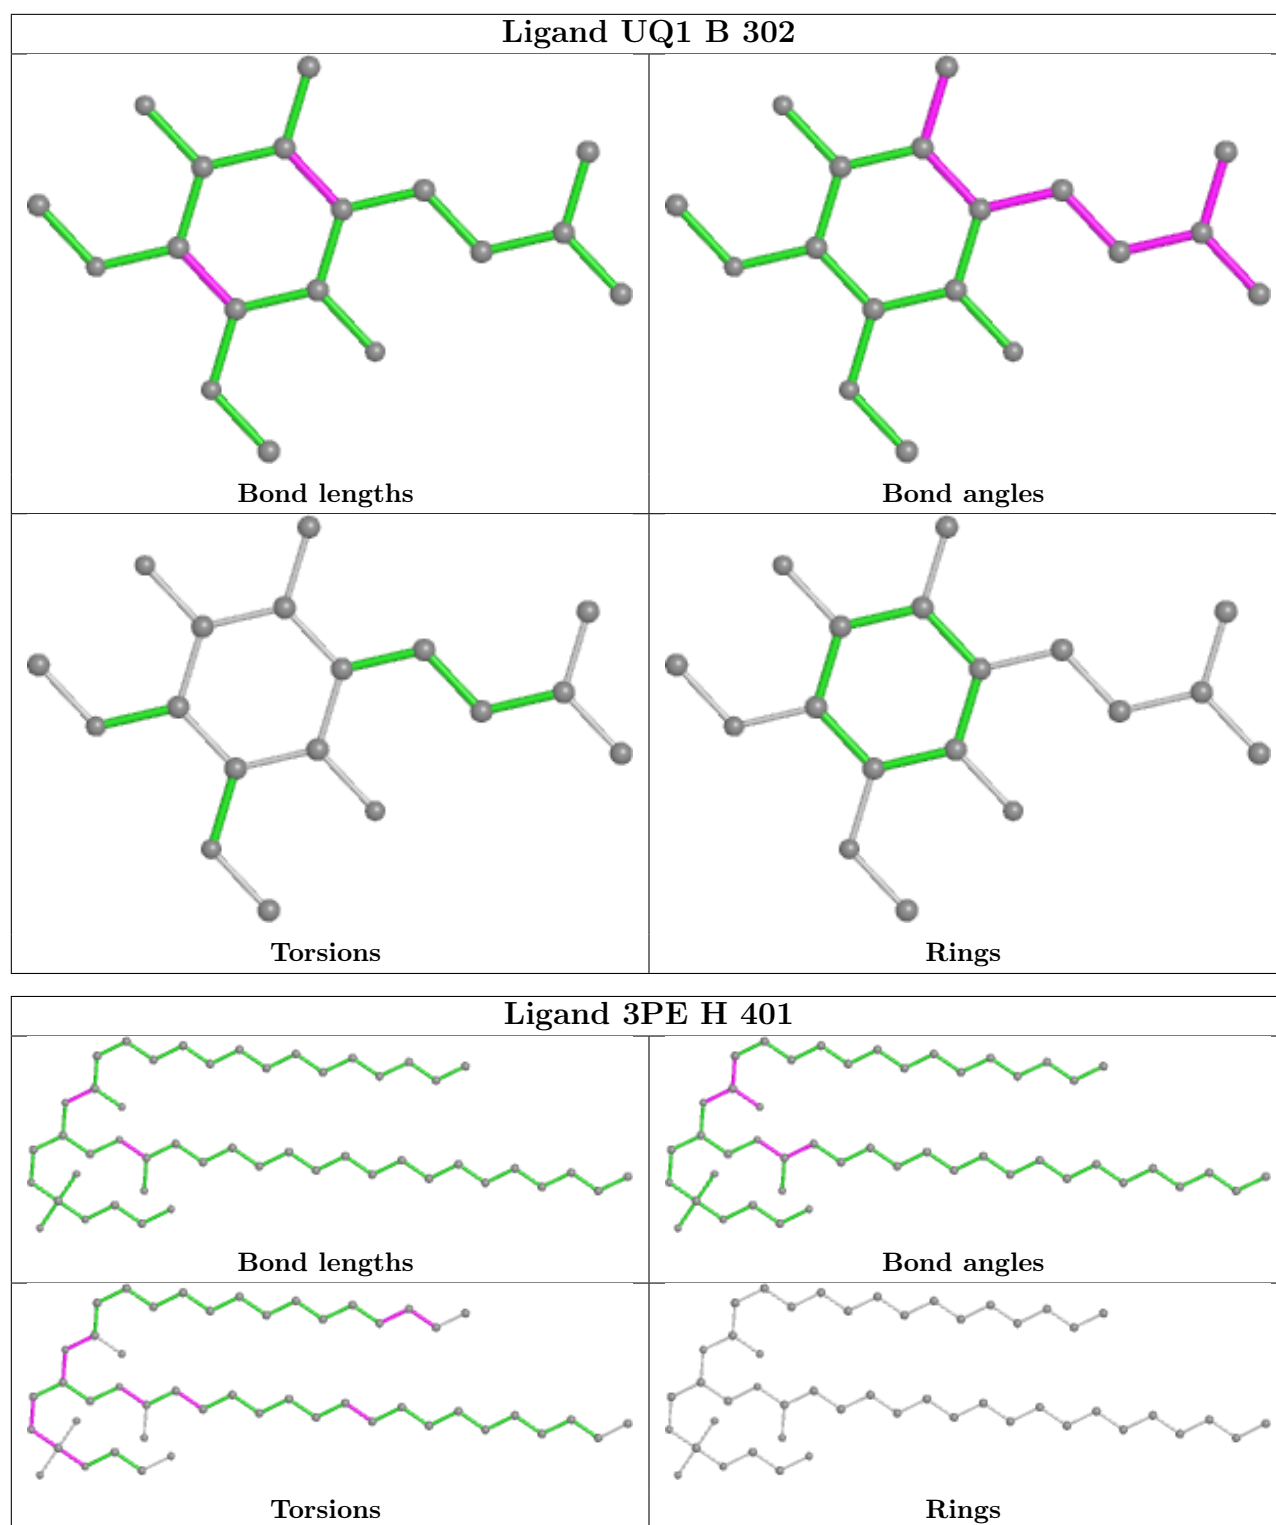 Ligand UQ1 B 302
Bond lengths
Bond angles
Torsions
Rings
Ligand 3PE H 401
Bond lengths
Bond angles
Torsions
Rings